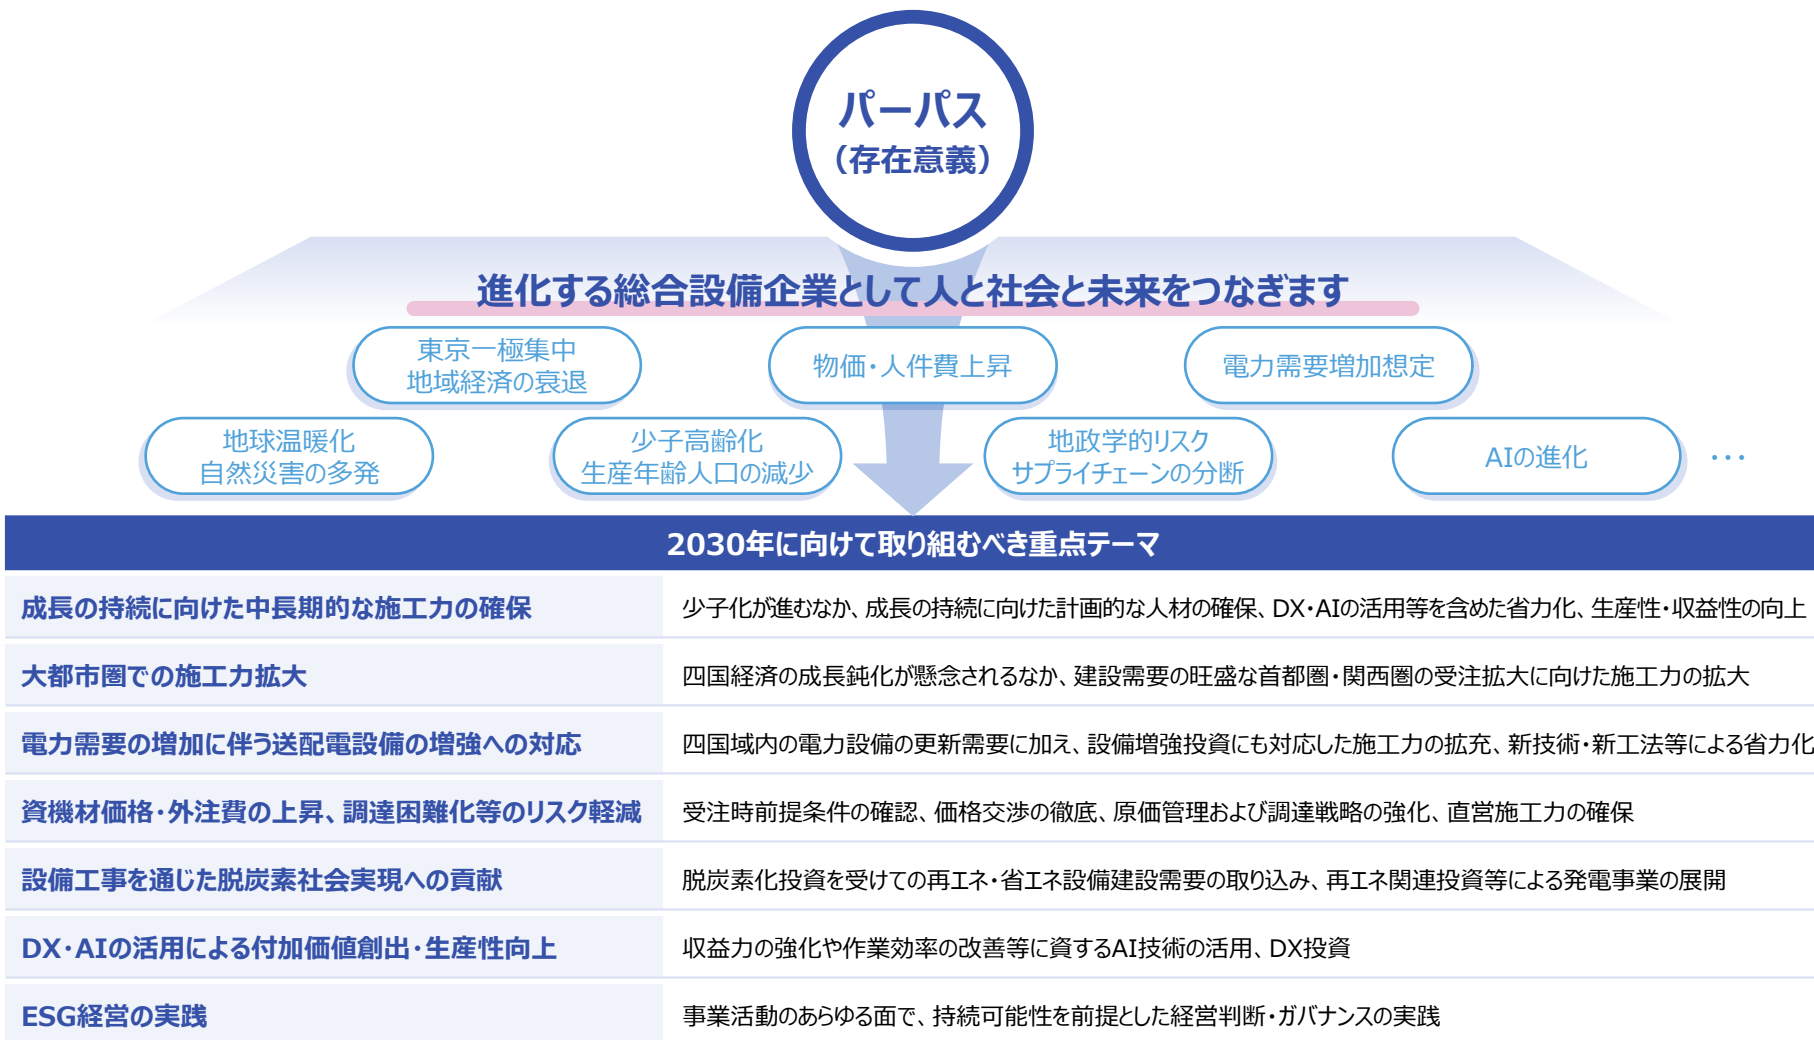 パーパス
（存在意義）
進化する総合設備企業として人と社会と未来をつなぎます
東京一極集中
地域経済の衰退
物価・人件費上昇
電力需要増加想定
地球温暖化
自然災害の多発
少子高齢化
生産年齢人口の減少
地政学的リスク
サプライチェーンの分断
AIの進化
・・・
2030年に向けて取り組むべき重点テーマ
成長の持続に向けた中長期的な施工力の確保
少子化が進むなか、成長の持続に向けた計画的な人材の確保、DX・AIの活用等を含めた省力化、生産性・収益性の向上
大都市圏での施工力拡大
四国経済の成長鈍化が懸念されるなか、建設需要の旺盛な首都圏・関西圏の受注拡大に向けた施工力の拡大
電力需要の増加に伴う送配電設備の増強への対応
四国域内の電力設備の更新需要に加え、設備増強投資にも対応した施工力の拡充、新技術・新工法等による省力化
資機材価格・外注費の上昇、調達困難化等のリスク軽減
受注時前提条件の確認、価格交渉の徹底、原価管理および調達戦略の強化、直営施工力の確保
設備工事を通じた脱炭素社会実現への貢献
脱炭素化投資を受けての再エネ・省エネ設備建設需要の取り込み、再エネ関連投資等による発電事業の展開
DX・AIの活用による付加価値創出・生産性向上
収益力の強化や作業効率の改善等に資するAI技術の活用、DX投資
ESG経営の実践
事業活動のあらゆる面で、持続可能性を前提とした経営判断・ガバナンスの実践